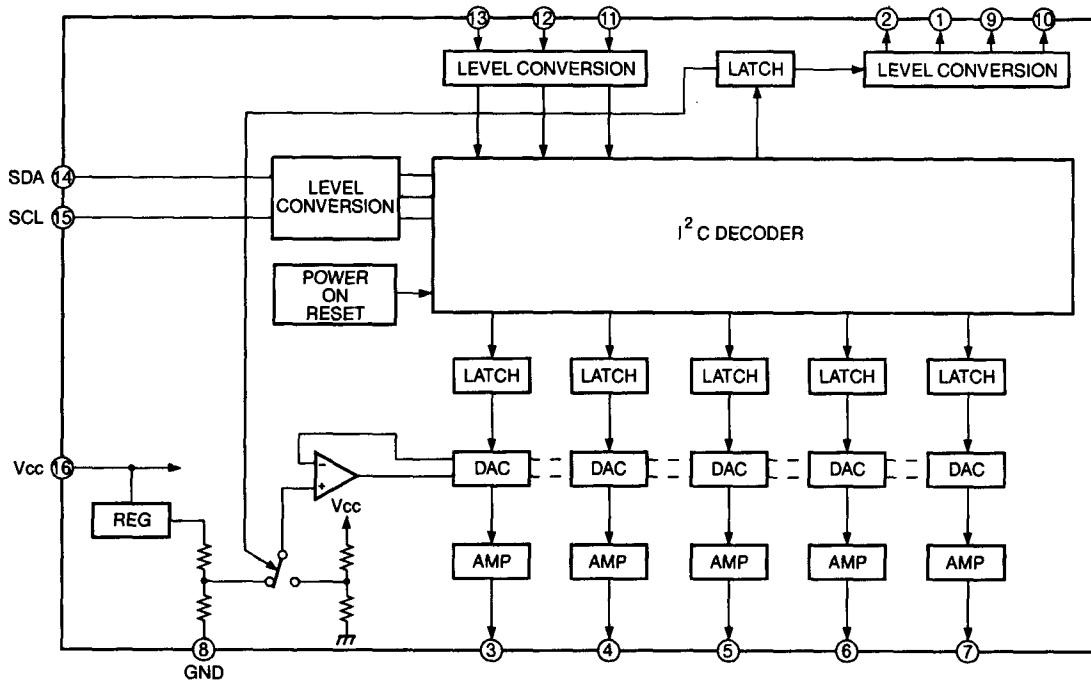 13 12 11 2 1 9 10
LEVEL CONVERSION LATCH LEVEL CONVERSION
SDA 14
SCL 15
LEVEL
CONVERSION
I² C DECODER
POWER
ON
RESET
LATCH LATCH LATCH LATCH LATCH
Vcc 16
- +
DAC DAC DAC DAC DAC
REG
Vcc
AMP AMP AMP AMP AMP
8 3 4 5 6 7
GND